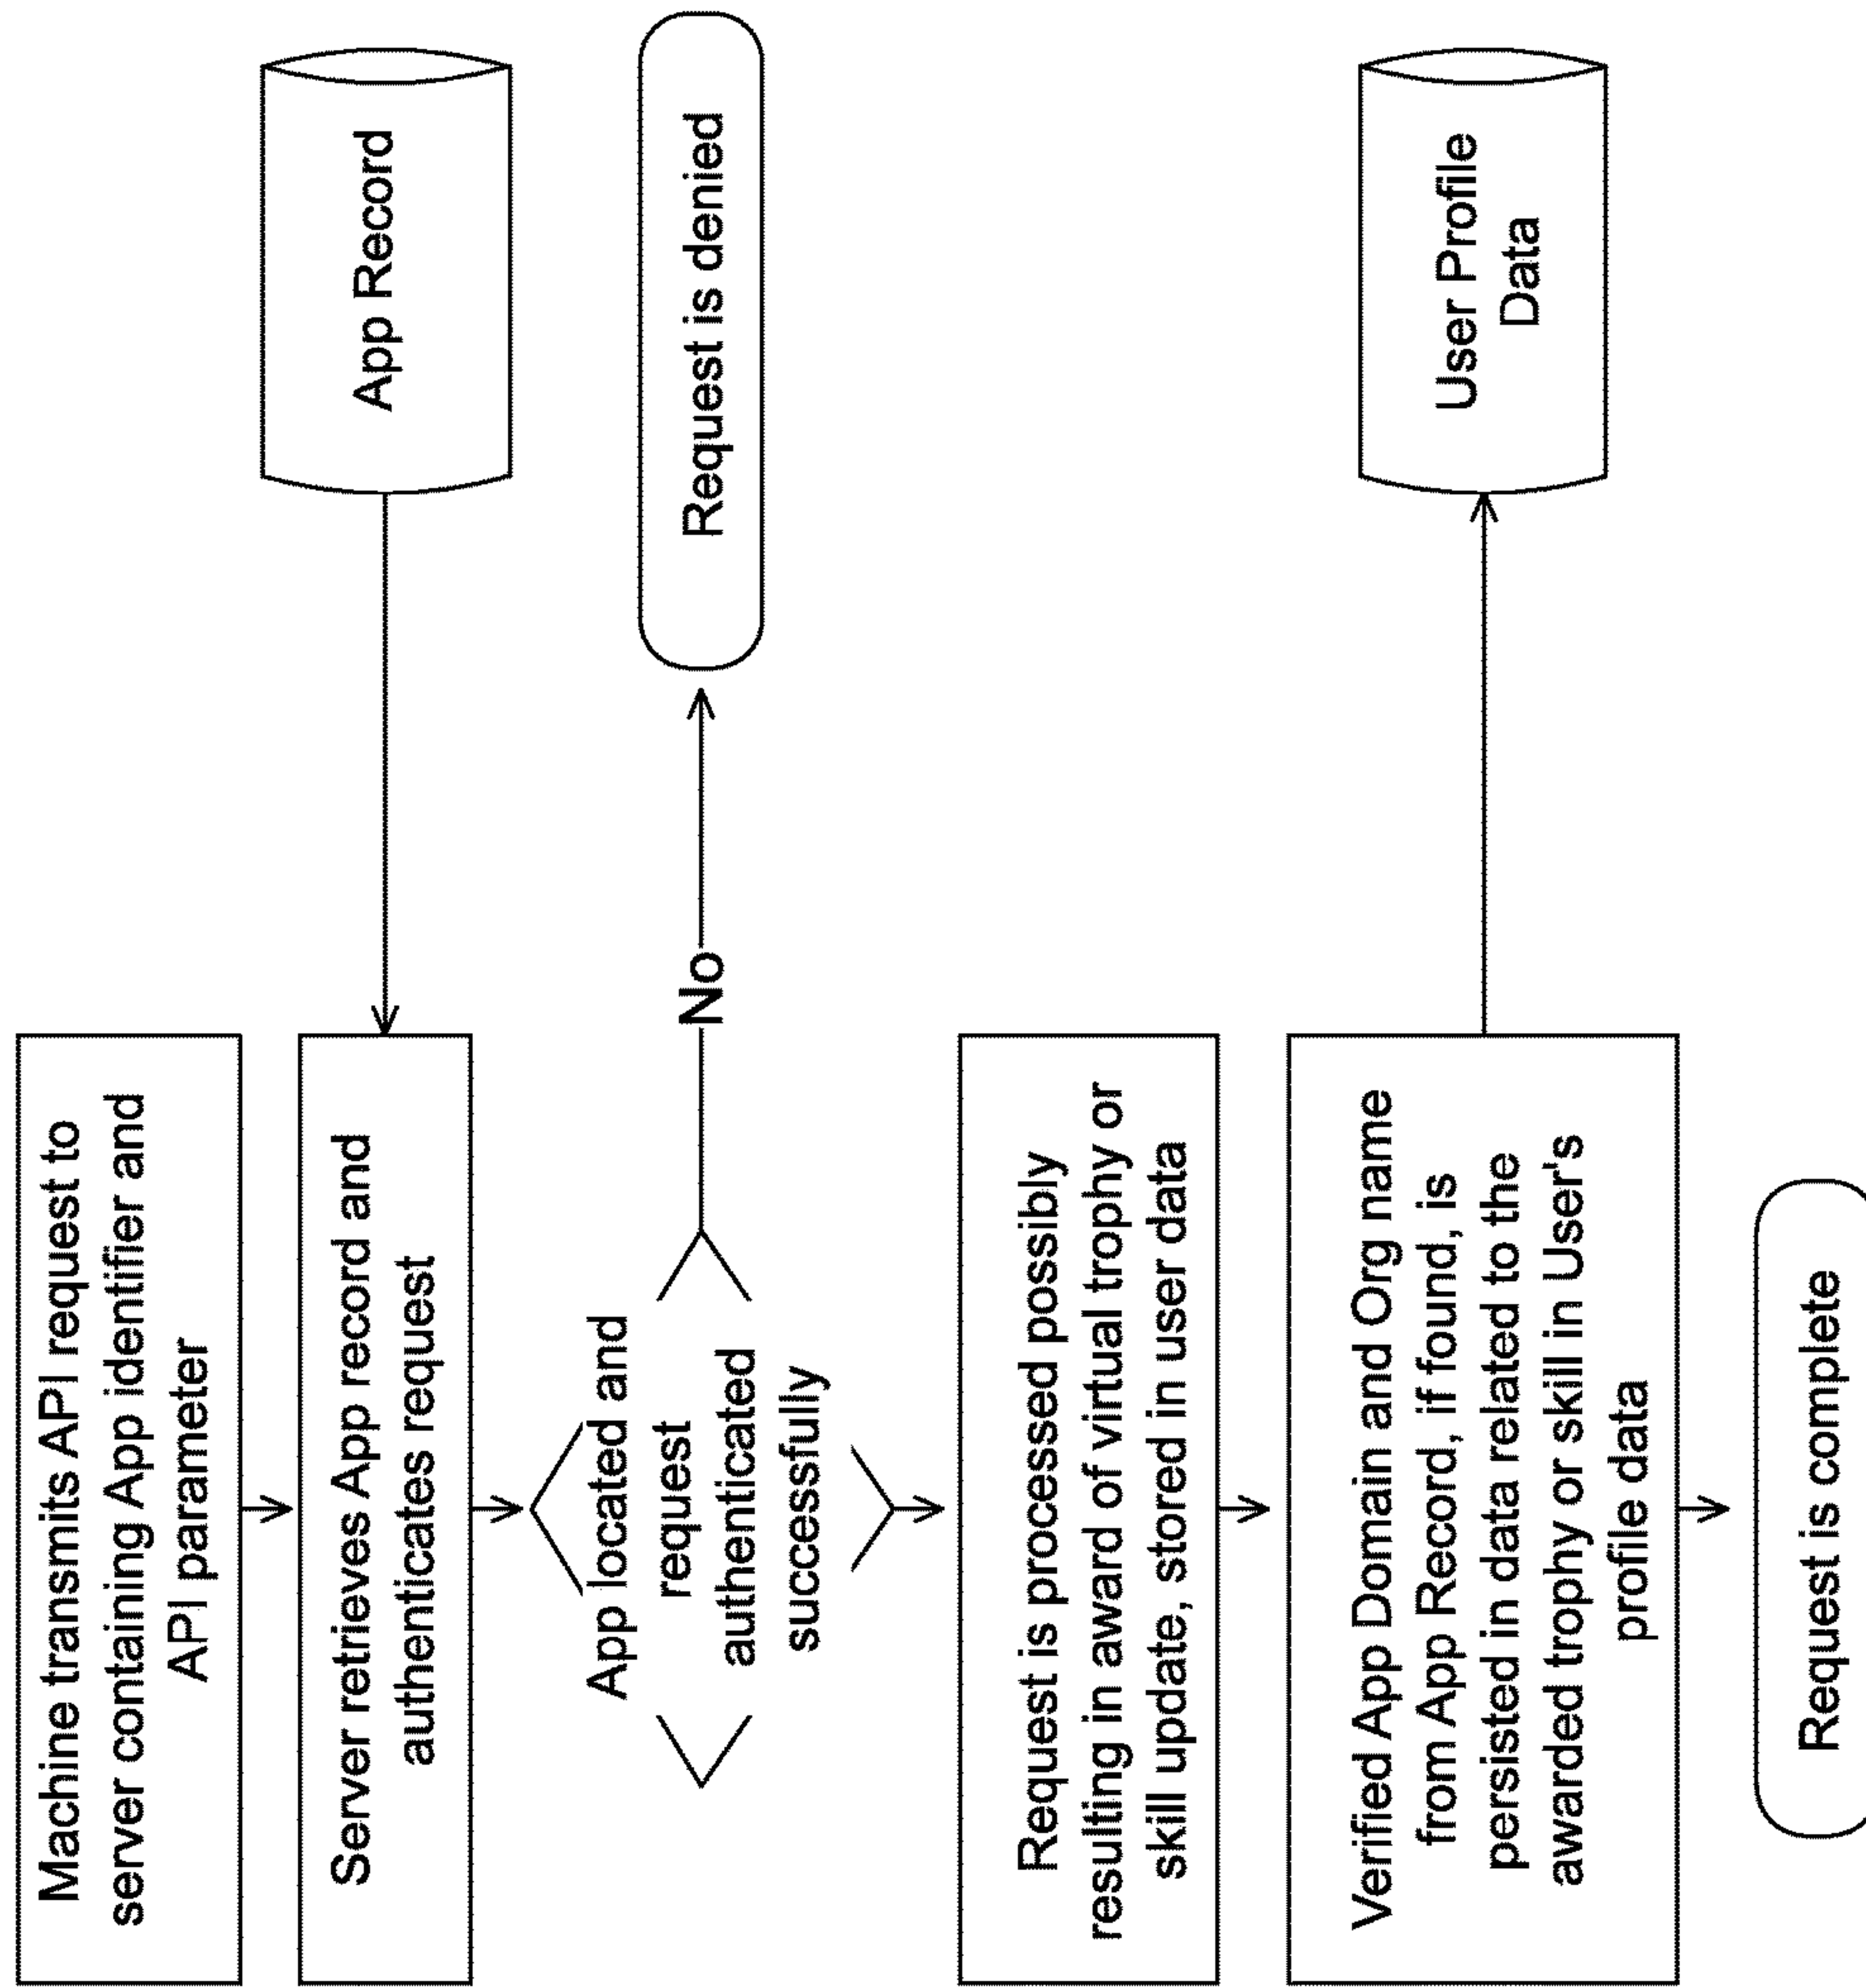 Machine transmits API request to
server containing App identifier and
API parameter
Server retrieves App record and
authenticates request
App Record
App located and
request
authenticated
successfully
No
Request is denied
Request is processed possibly
resulting in award of virtual trophy or
skill update, stored in user data
Verified App Domain and Org name
from App Record, if found, is
persisted in data related to the
awarded trophy or skill in User's
profile data
User Profile
Data
Request is complete